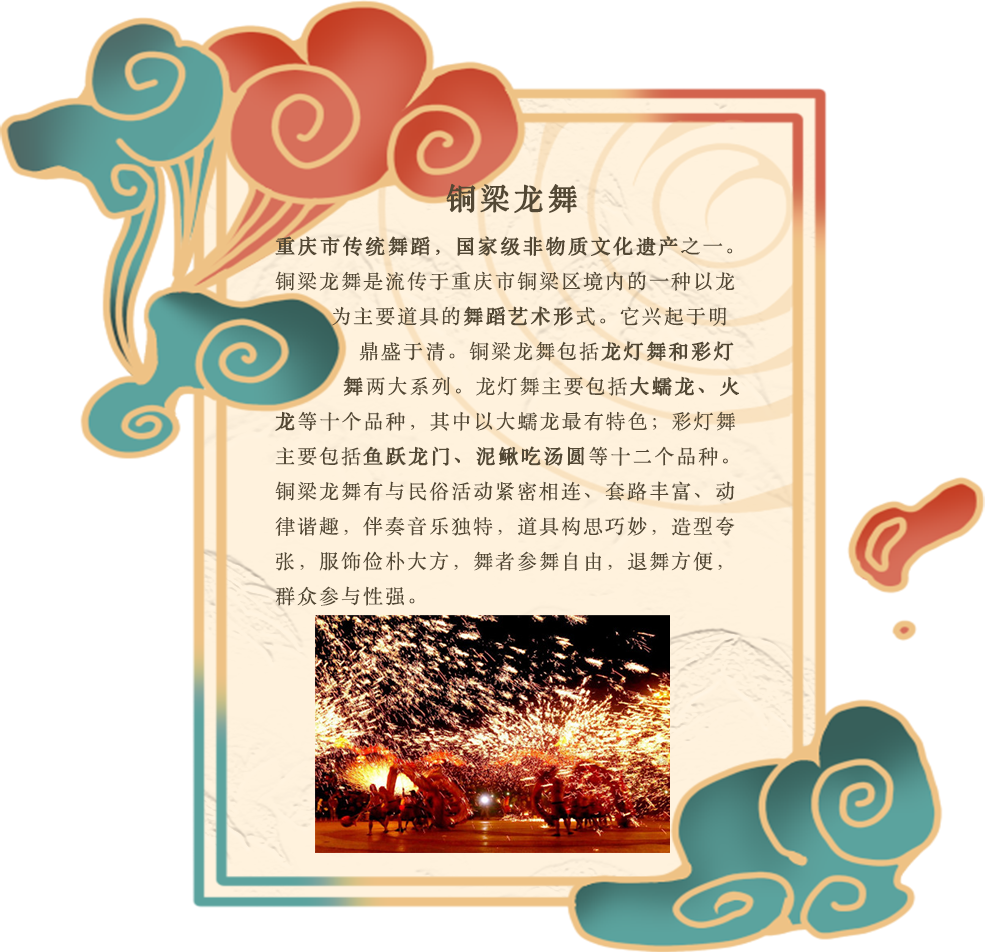 铜梁龙舞
重庆市传统舞蹈，国家级非物质文化遗产之一。
铜梁龙舞是流传于重庆市铜梁区境内的一种以龙
为主要道具的舞蹈艺术形式。它兴起于明
鼎盛于清。铜梁龙舞包括龙灯舞和彩灯
舞两大系列。龙灯舞主要包括大蠕龙、火
龙等十个品种，其中以大蠕龙最有特色；彩灯舞
主要包括鱼跃龙门、泥鳅吃汤圆等十二个品种。
铜梁龙舞有与民俗活动紧密相连、套路丰富、动
律谐趣，伴奏音乐独特，道具构思巧妙，造型夸
张，服饰俭朴大方，舞者参舞自由，退舞方便，
群众参与性强。